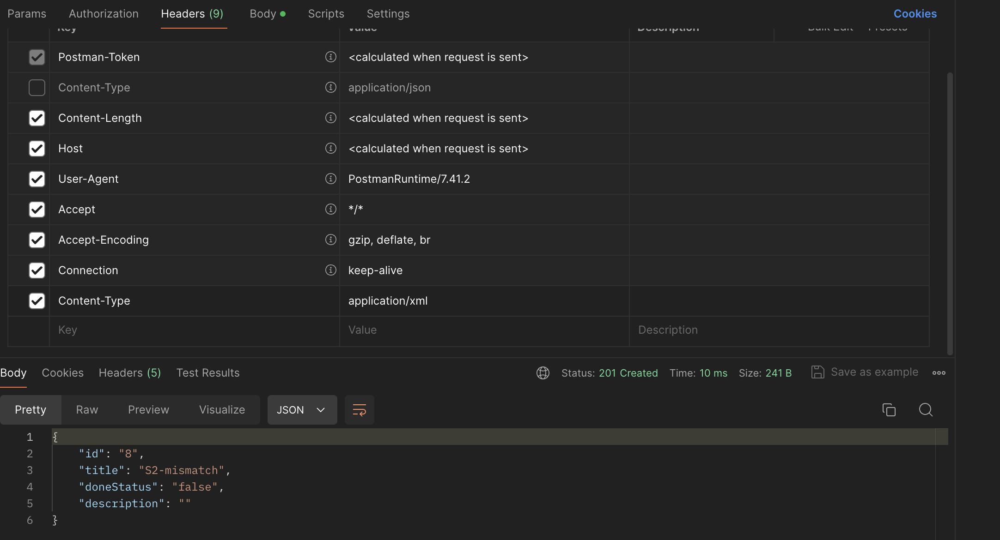 Params Authorization Headers (9) Body Scripts Settings Cookies
Key Value Description Bulk Edit Presets
Postman-Token <calculated when request is sent>
Content-Type application/json
Content-Length <calculated when request is sent>
Host <calculated when request is sent>
User-Agent PostmanRuntime/7.41.2
Accept */*
Accept-Encoding gzip, deflate, br
Connection keep-alive
Content-Type application/xml
Key Value Description
Body Cookies Headers (5) Test Results Status: 201 Created Time: 10 ms Size: 241 B Save as example
Pretty Raw Preview Visualize JSON
1 {
2 "id": "8",
3 "title": "S2-mismatch",
4 "doneStatus": "false",
5 "description": ""
6 }